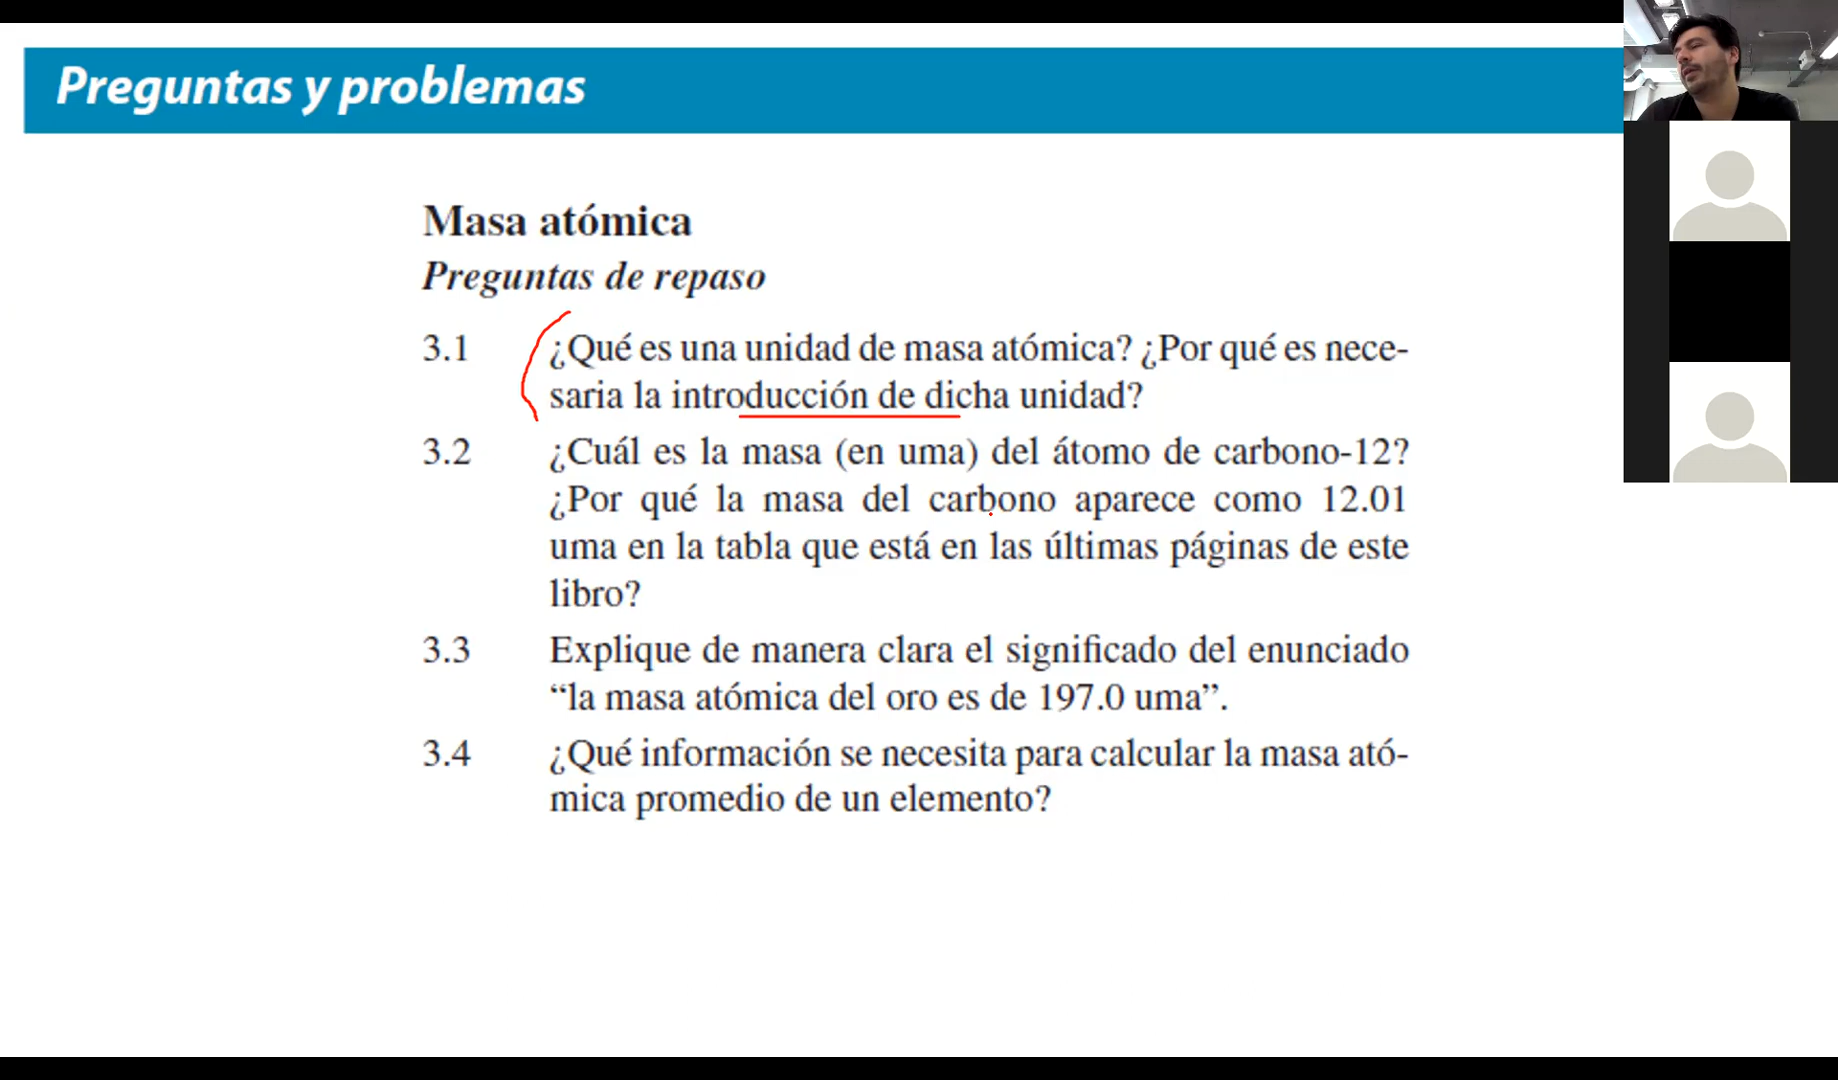 Preguntas y problemas
Masa atómica
Preguntas de repaso
3.1 ¿Qué es una unidad de masa atómica? ¿Por qué es nece-
saria la introducción de dicha unidad?
3.2 ¿Cuál es la masa (en uma) del átomo de carbono-12?
¿Por qué la masa del carbono aparece como 12.01
uma en la tabla que está en las últimas páginas de este
libro?
3.3 Explique de manera clara el significado del enunciado
“la masa atómica del oro es de 197.0 uma”.
3.4 ¿Qué información se necesita para calcular la masa ató-
mica promedio de un elemento?